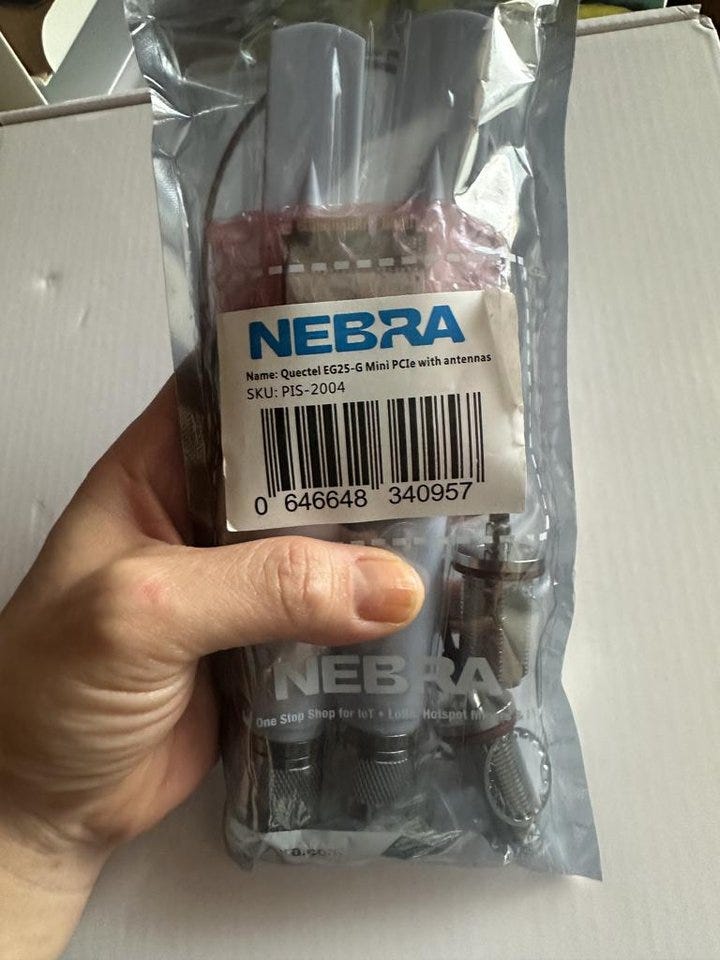 NEBRA
Name: Quectel EG25-G Mini PCIe with antennas
SKU: PIS-2004
0 646648 340957
NEBRA
One Stop Shop for IoT • Hotspot